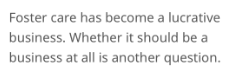 Foster care has become a lucrative
business. Whether it should be a
business at all is another question.